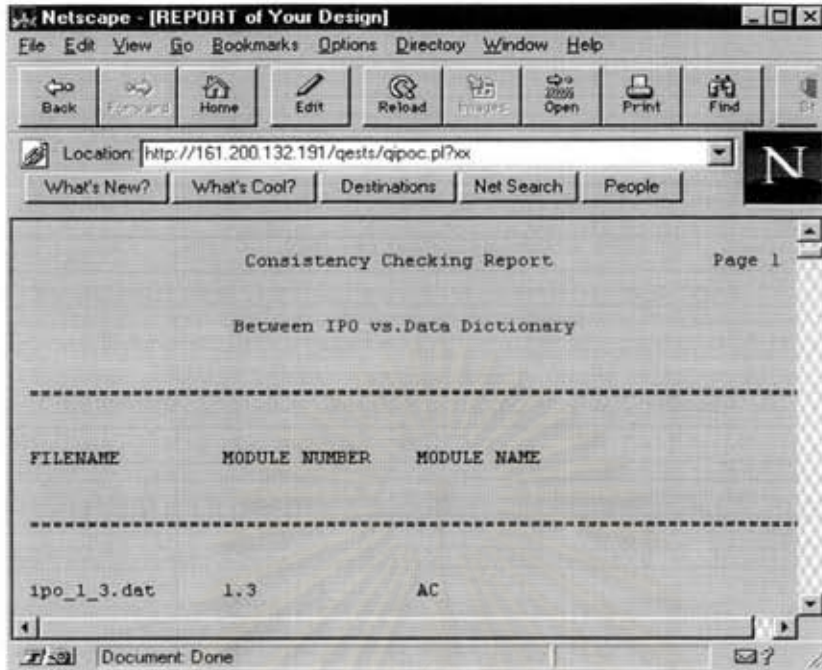 Netscape - [REPORT of Your Design]
File Edit View Go Bookmarks Options Directory Window Help
Back Forward Home Edit Reload Images Open Print Find
Location: http://161.200.132.191/qests/qipoc.pl?xx
N
What's New? What's Cool? Destinations Net Search People
Consistency Checking Report Page 1
Between IPO vs.Data Dictionary
FILENAME MODULE NUMBER MODULE NAME
ipo_1_3.dat 1.3 AC
Document: Done